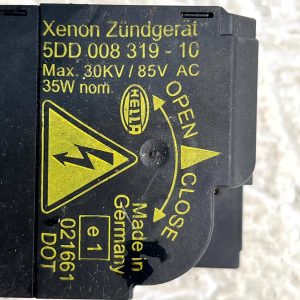 Xenon Zündgerät
5DD 008 319 - 10
Max. 30KV / 85V AC
35W nom
HELLA
OPEN
CLOSE
Made in
Germany
e1
021661
DOT